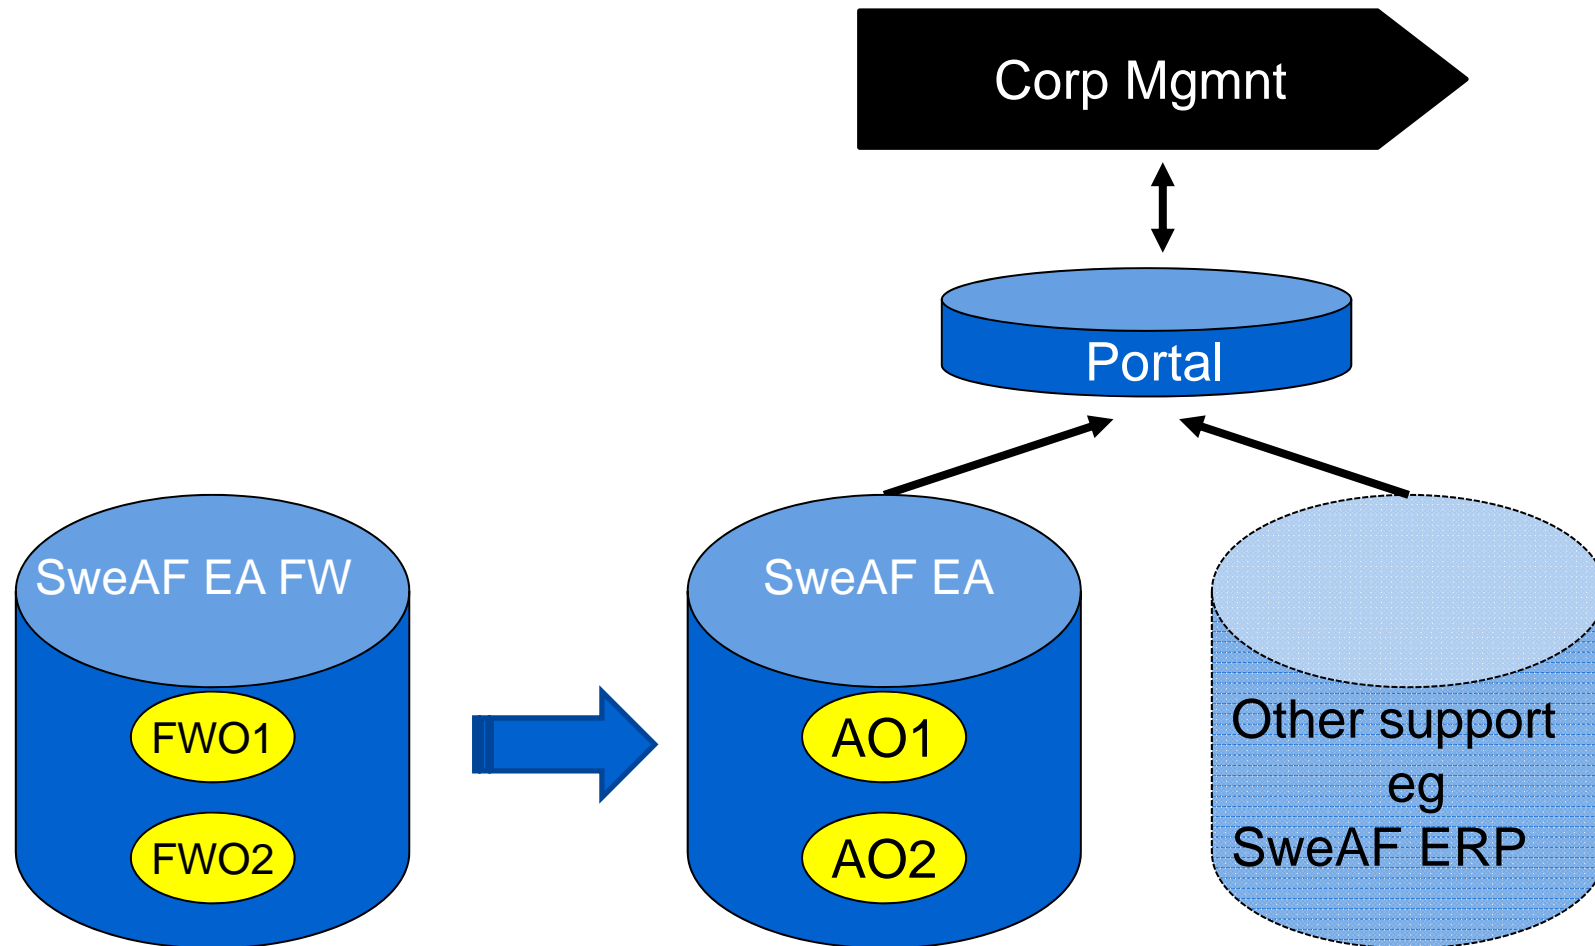 Corp Mgmnt
Portal
SweAF EA FW
FWO1
FWO2
SweAF EA
AO1
AO2
Other support
eg
SweAF ERP